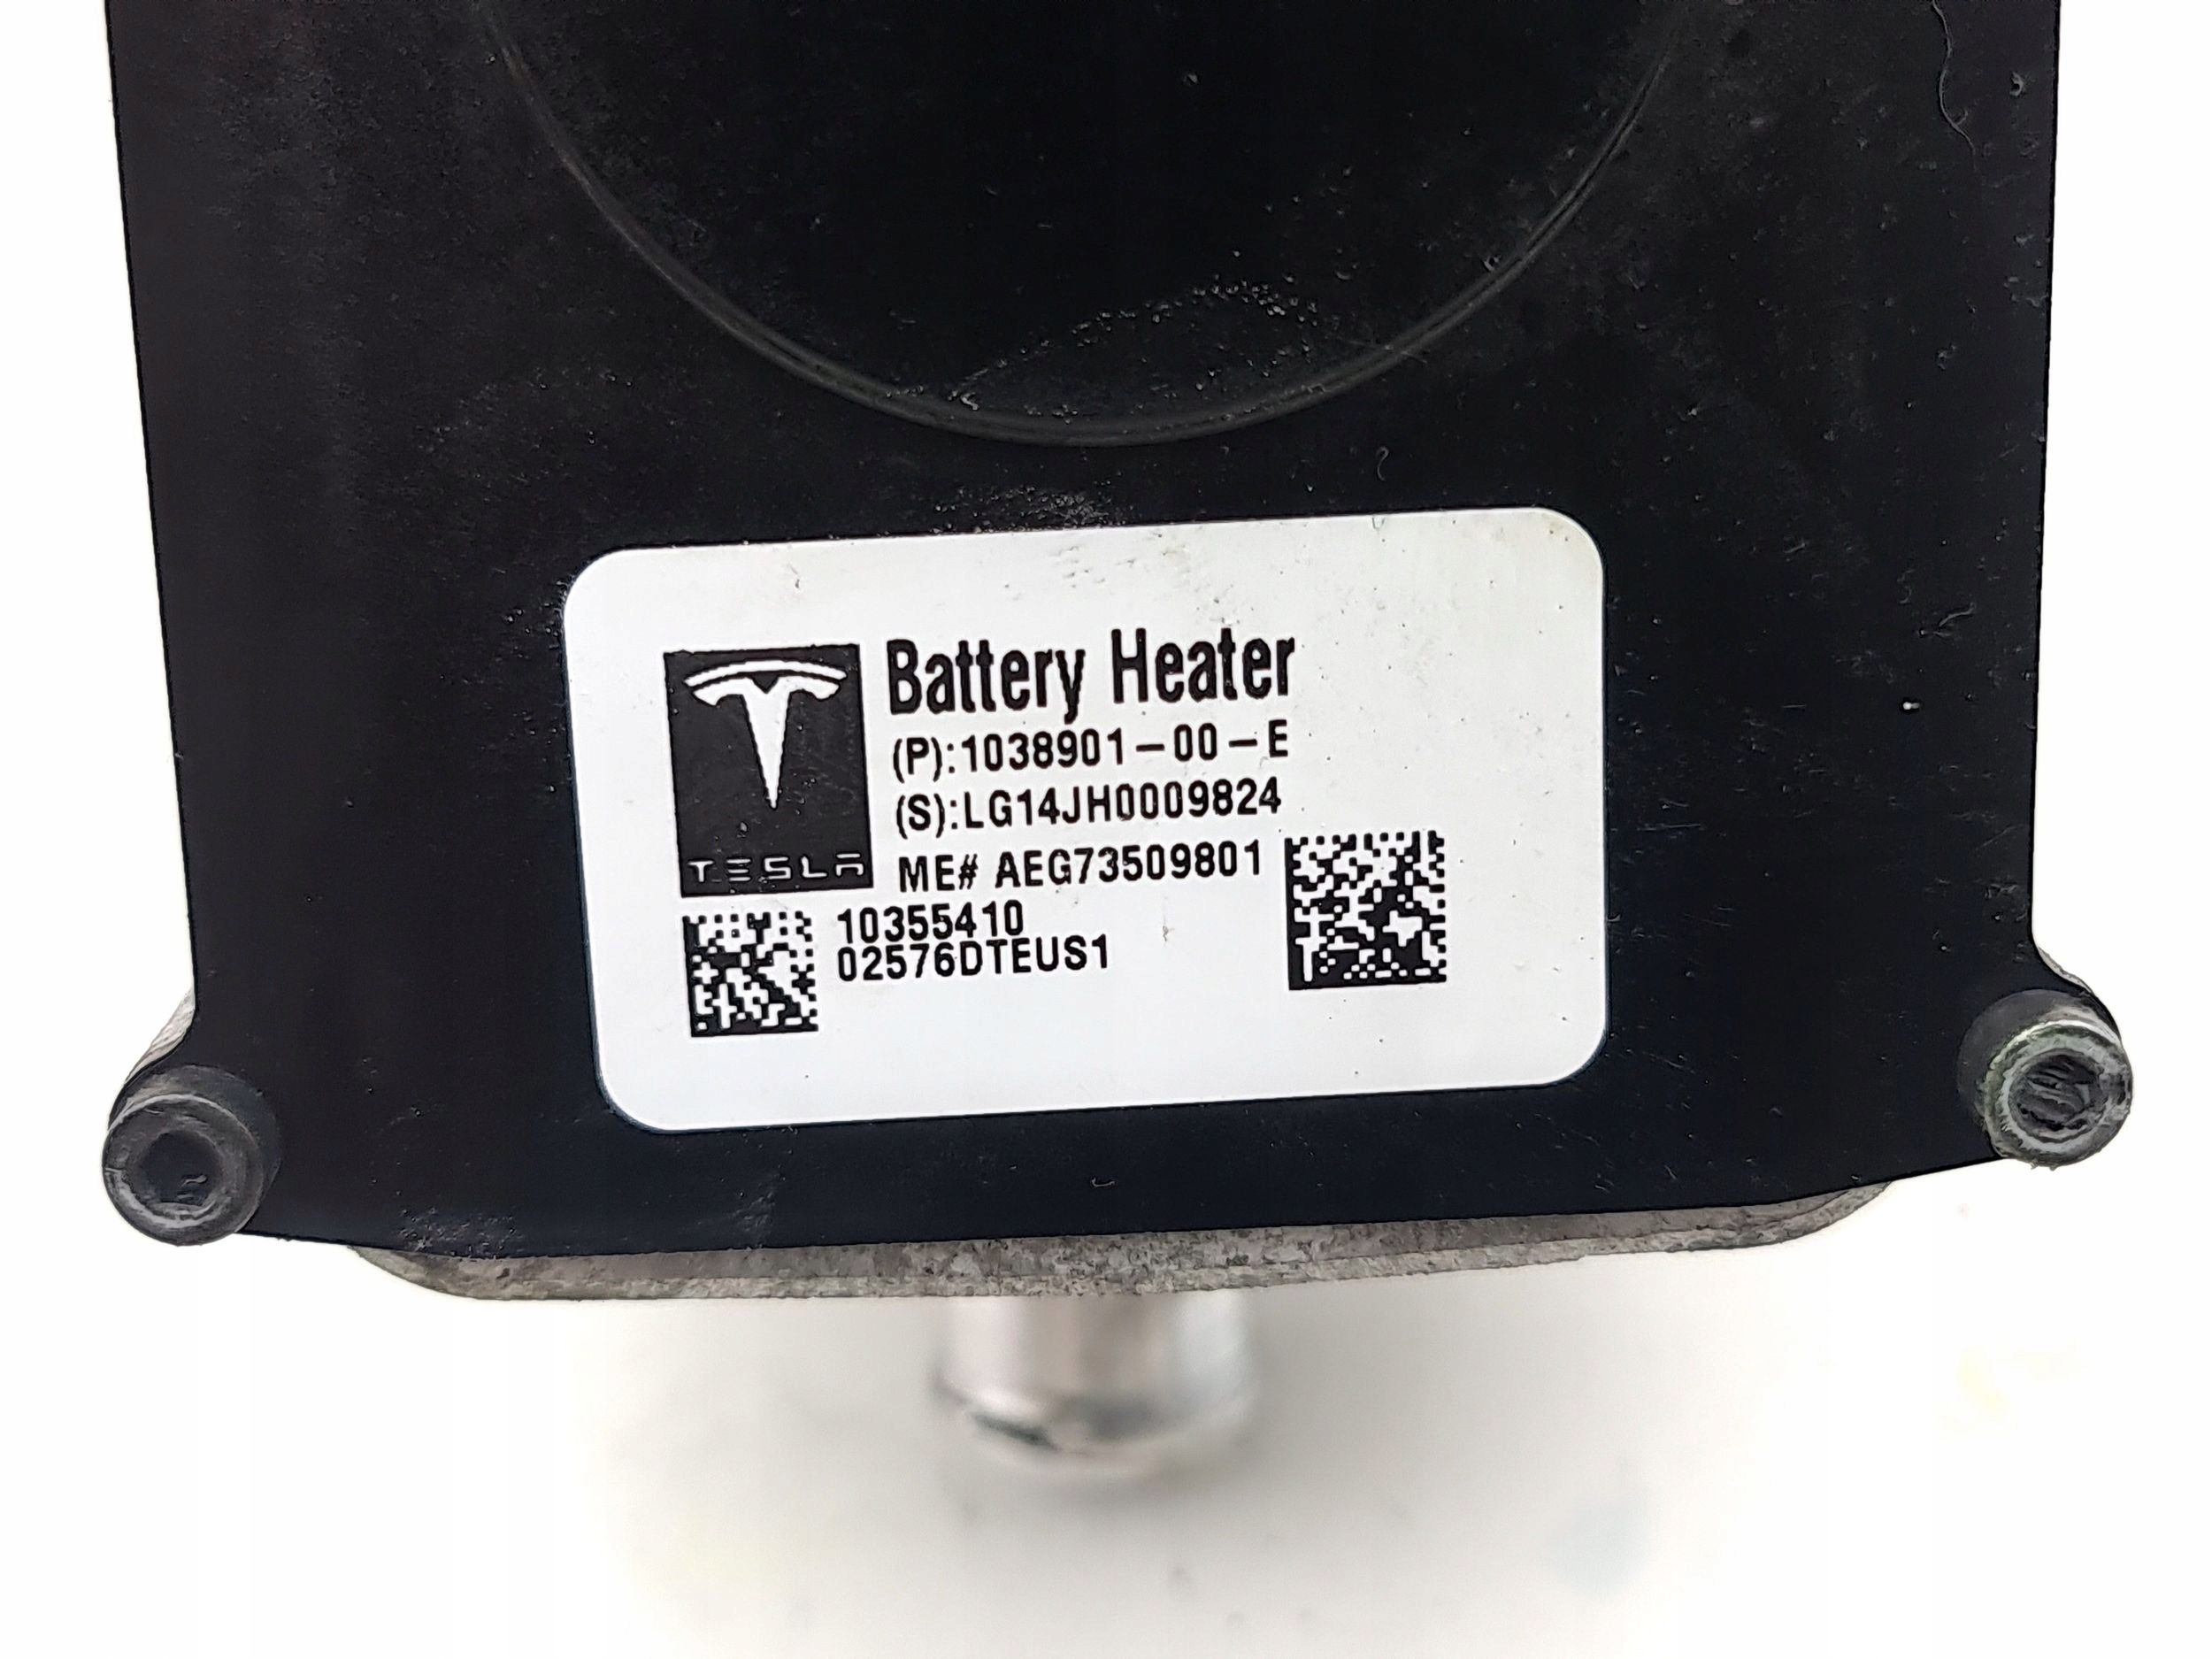 Battery Heater
(P):1038901-00-E
(S):LG14JH0009824
TESLA
ME# AEG73509801
10355410
02576DTEUS1